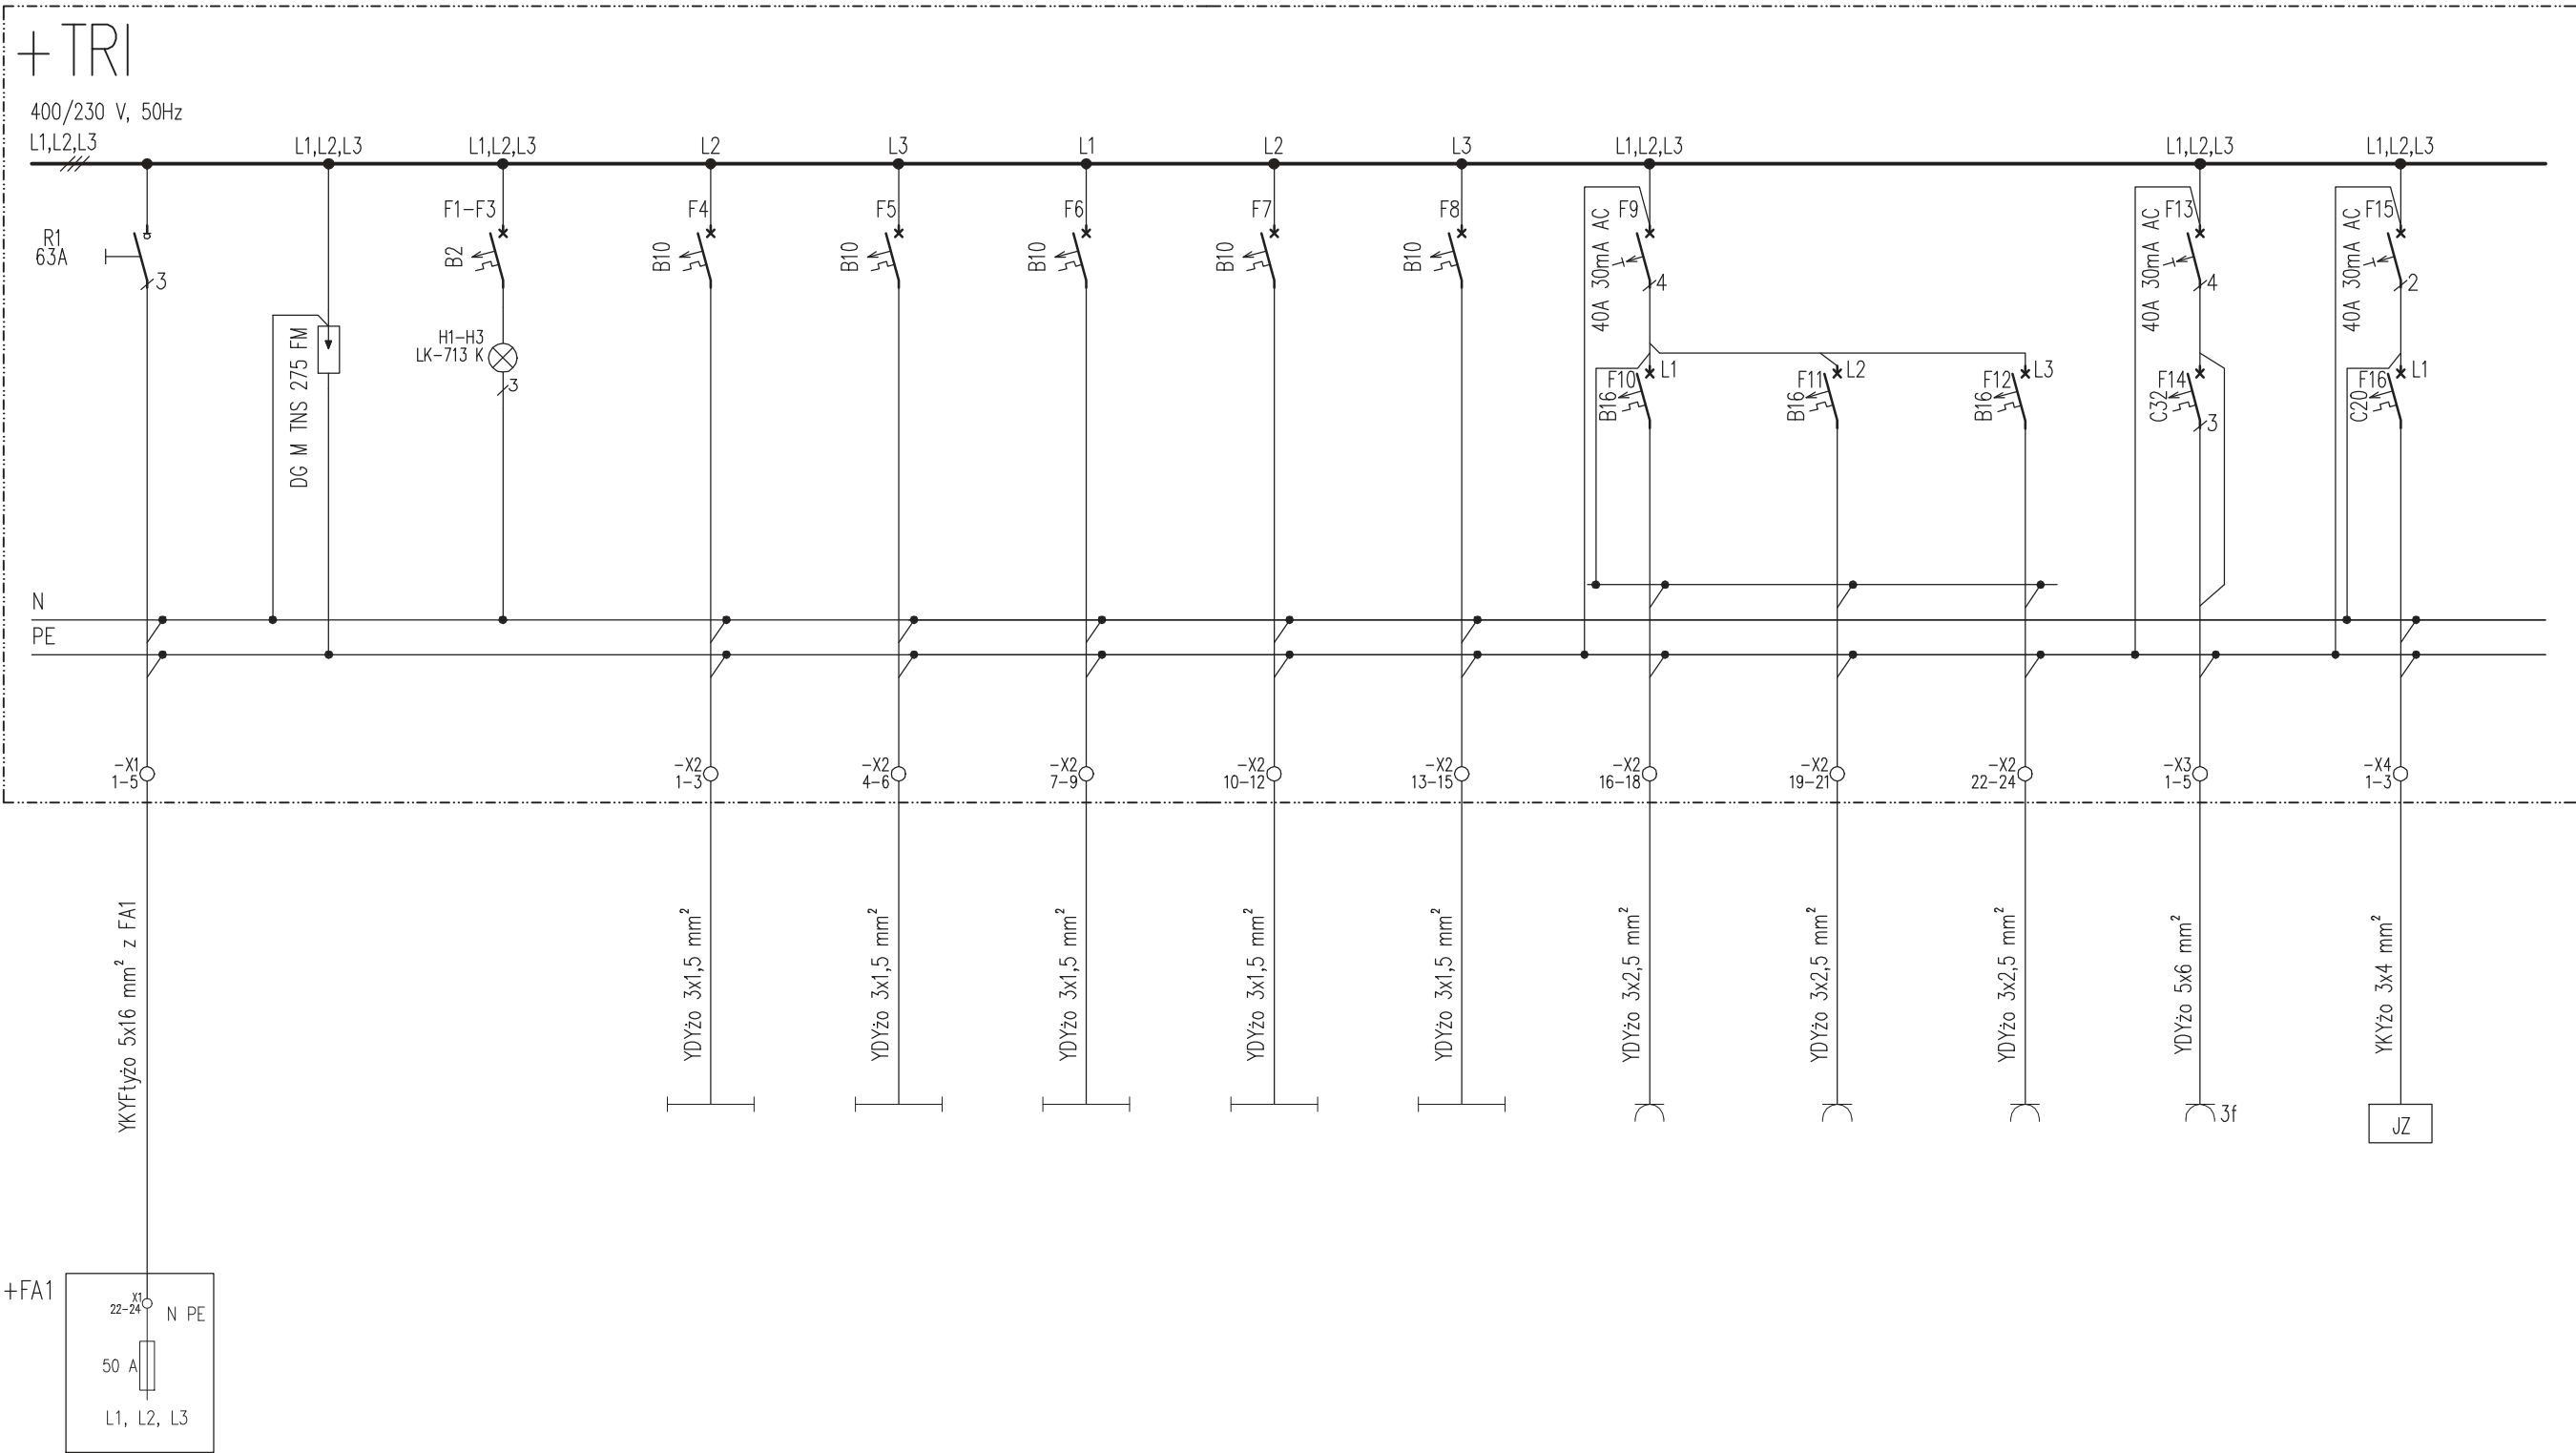 +TRI
400/230 V, 50Hz
L1,L2,L3
L1,L2,L3
L1,L2,L3
L2
L3
L1
L2
L3
L1,L2,L3
L1,L2,L3
L1,L2,L3
R1
63A
3
DG M TNS 275 FM
F1-F3
B2
H1-H3
LK-713 K
3
F4
B10
F5
B10
F6
B10
F7
B10
F8
B10
F9
40A 30mA AC
4
F10
B16
L1
F11
B16
L2
F12
B16
L3
F13
40A 30mA AC
4
F14
C32
3
F15
40A 30mA AC
2
F16
C20
L1
N
PE
-X1
1-5
-X2
1-3
-X2
4-6
-X2
7-9
-X2
10-12
-X2
13-15
-X2
16-18
-X2
19-21
-X2
22-24
-X3
1-5
-X4
1-3
YKYFtyżo 5x16 mm² z FA1
YDYżo 3x1,5 mm²
YDYżo 3x1,5 mm²
YDYżo 3x1,5 mm²
YDYżo 3x1,5 mm²
YDYżo 3x1,5 mm²
YDYżo 3x2,5 mm²
YDYżo 3x2,5 mm²
YDYżo 3x2,5 mm²
YDYżo 5x6 mm²
YKYżo 3x4 mm²
3f
JZ
+FA1
X1
22-24
N PE
50 A
L1, L2, L3